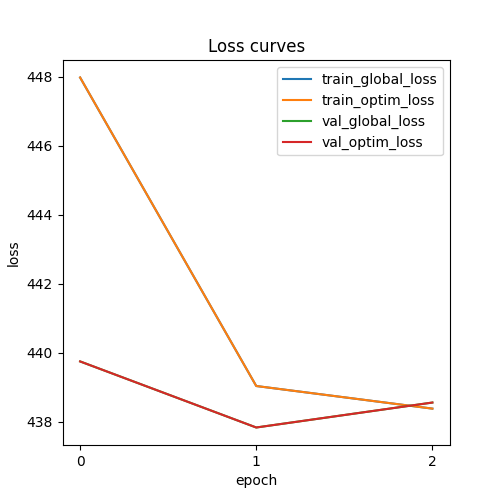 Loss curves
train_global_loss
train_optim_loss
val_global_loss
val_optim_loss
448
446
444
442
440
438
loss
0 1 2
epoch